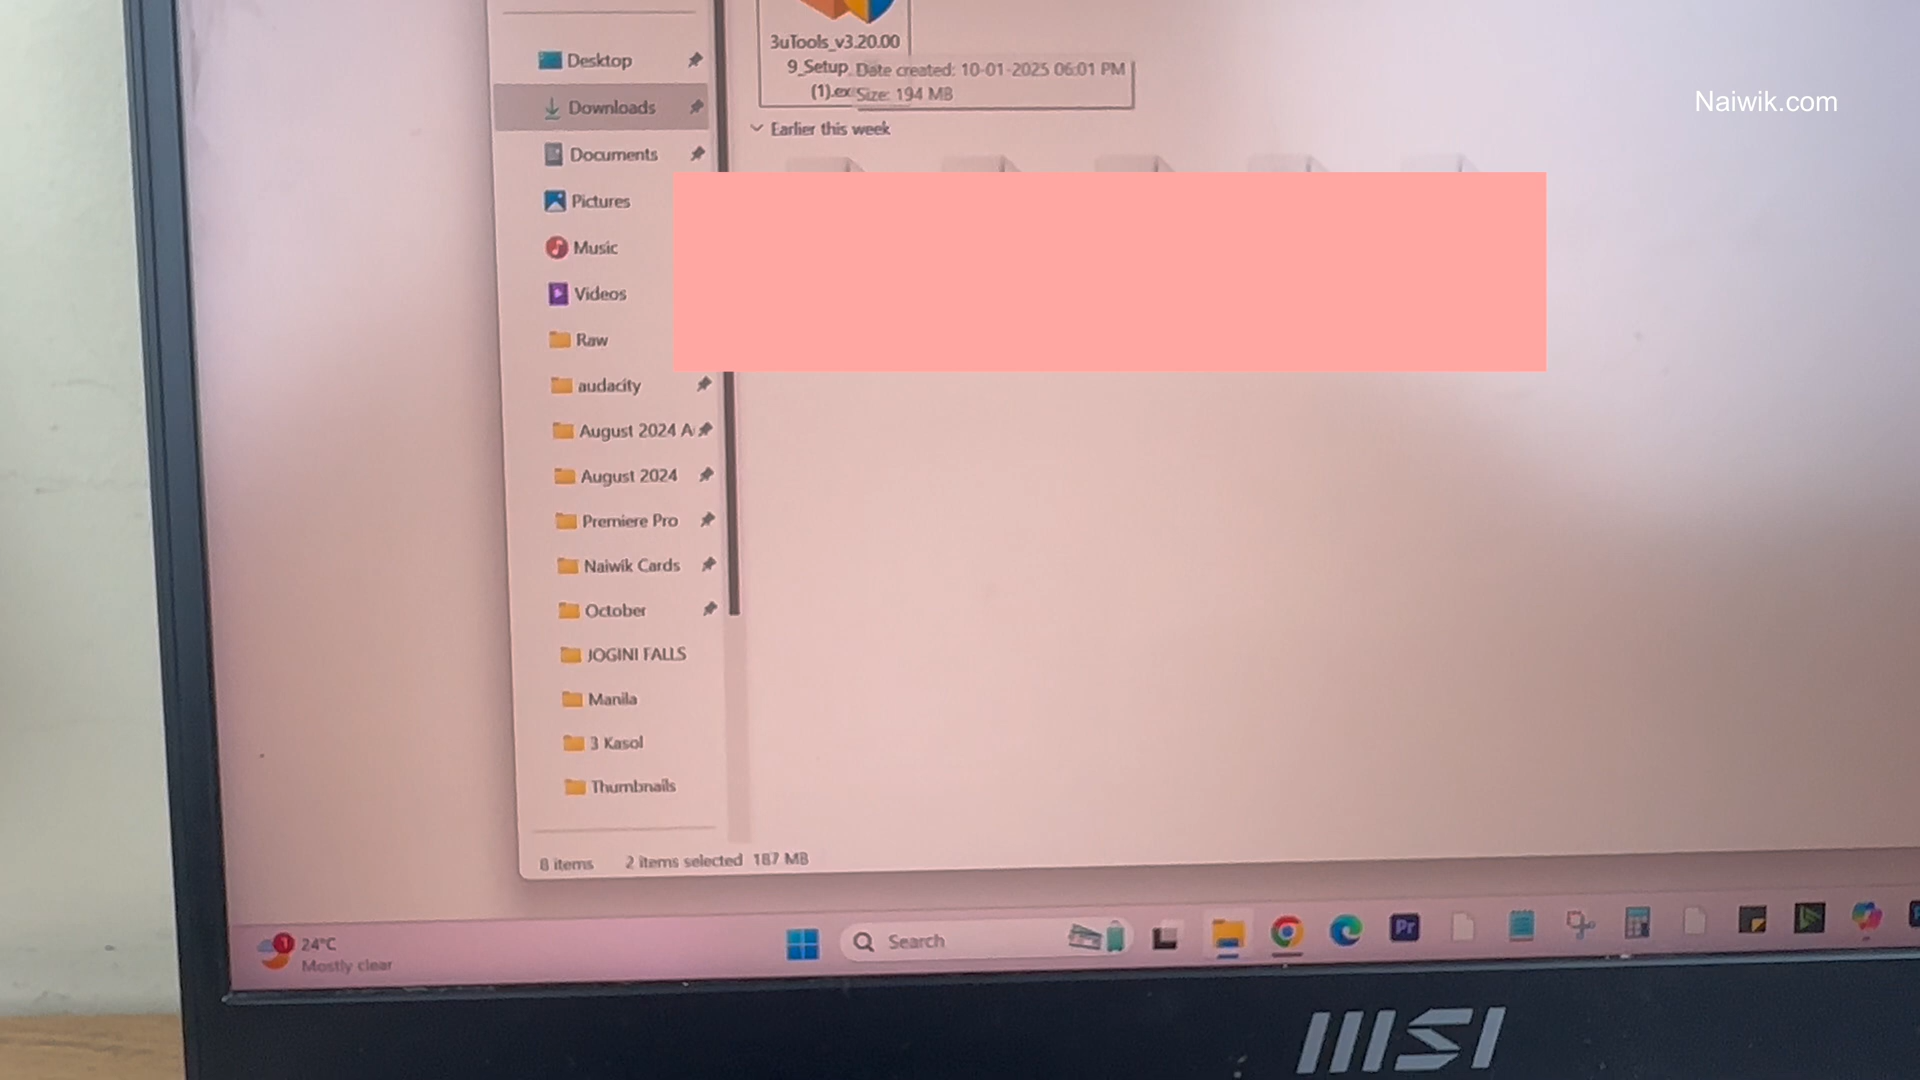 3uTools_v3.20.00
9_Setup
(1).ex
Date created: 10-01-2025 06:01 PM
Size: 194 MB
Naiwik.com
Earlier this week
Desktop
Downloads
Documents
Pictures
Music
Videos
Raw
audacity
August 2024 A
August 2024
Premiere Pro
Naiwik Cards
October
JOGINI FALLS
Manila
3 Kasol
Thumbnails
8 items 2 items selected 187 MB
1
24°C
Mostly clear
Search
Pr
msi